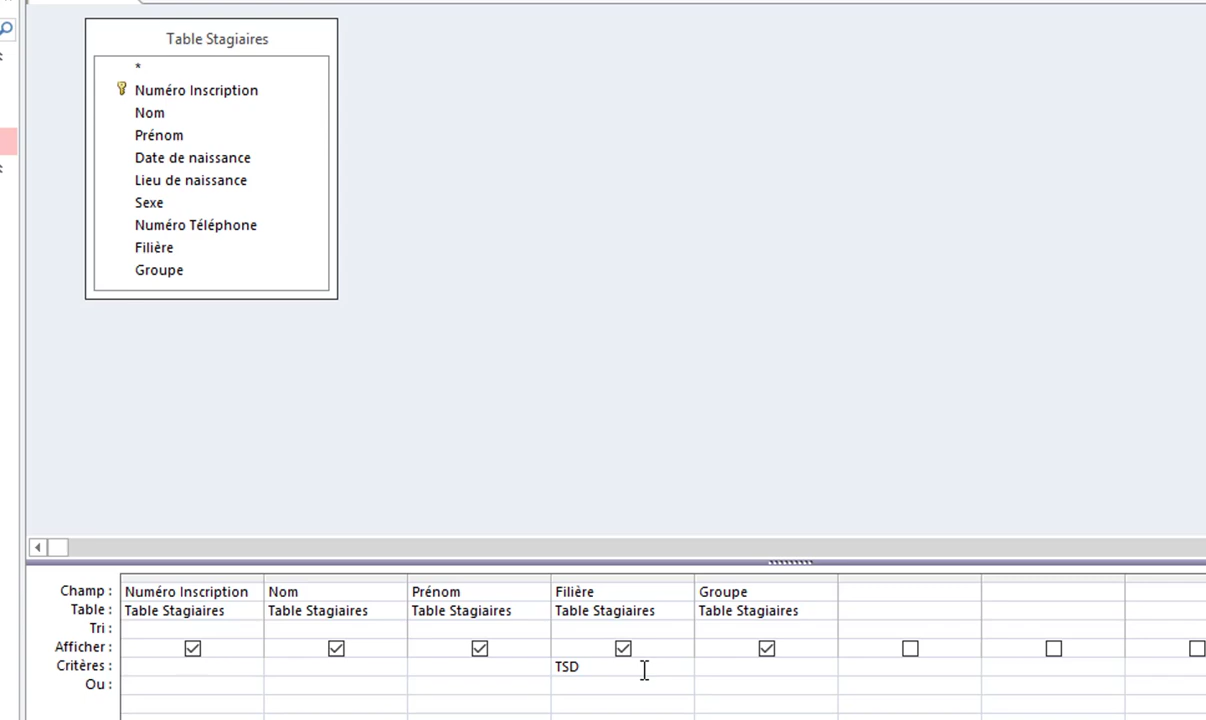 Table Stagiaires
*
Numéro Inscription
Nom
Prénom
Date de naissance
Lieu de naissance
Sexe
Numéro Téléphone
Filière
Groupe
Champ : Numéro Inscription Nom Prénom Filière Groupe
Table : Table Stagiaires Table Stagiaires Table Stagiaires Table Stagiaires Table Stagiaires
Tri :
Afficher :
Critères : TSD
Ou :